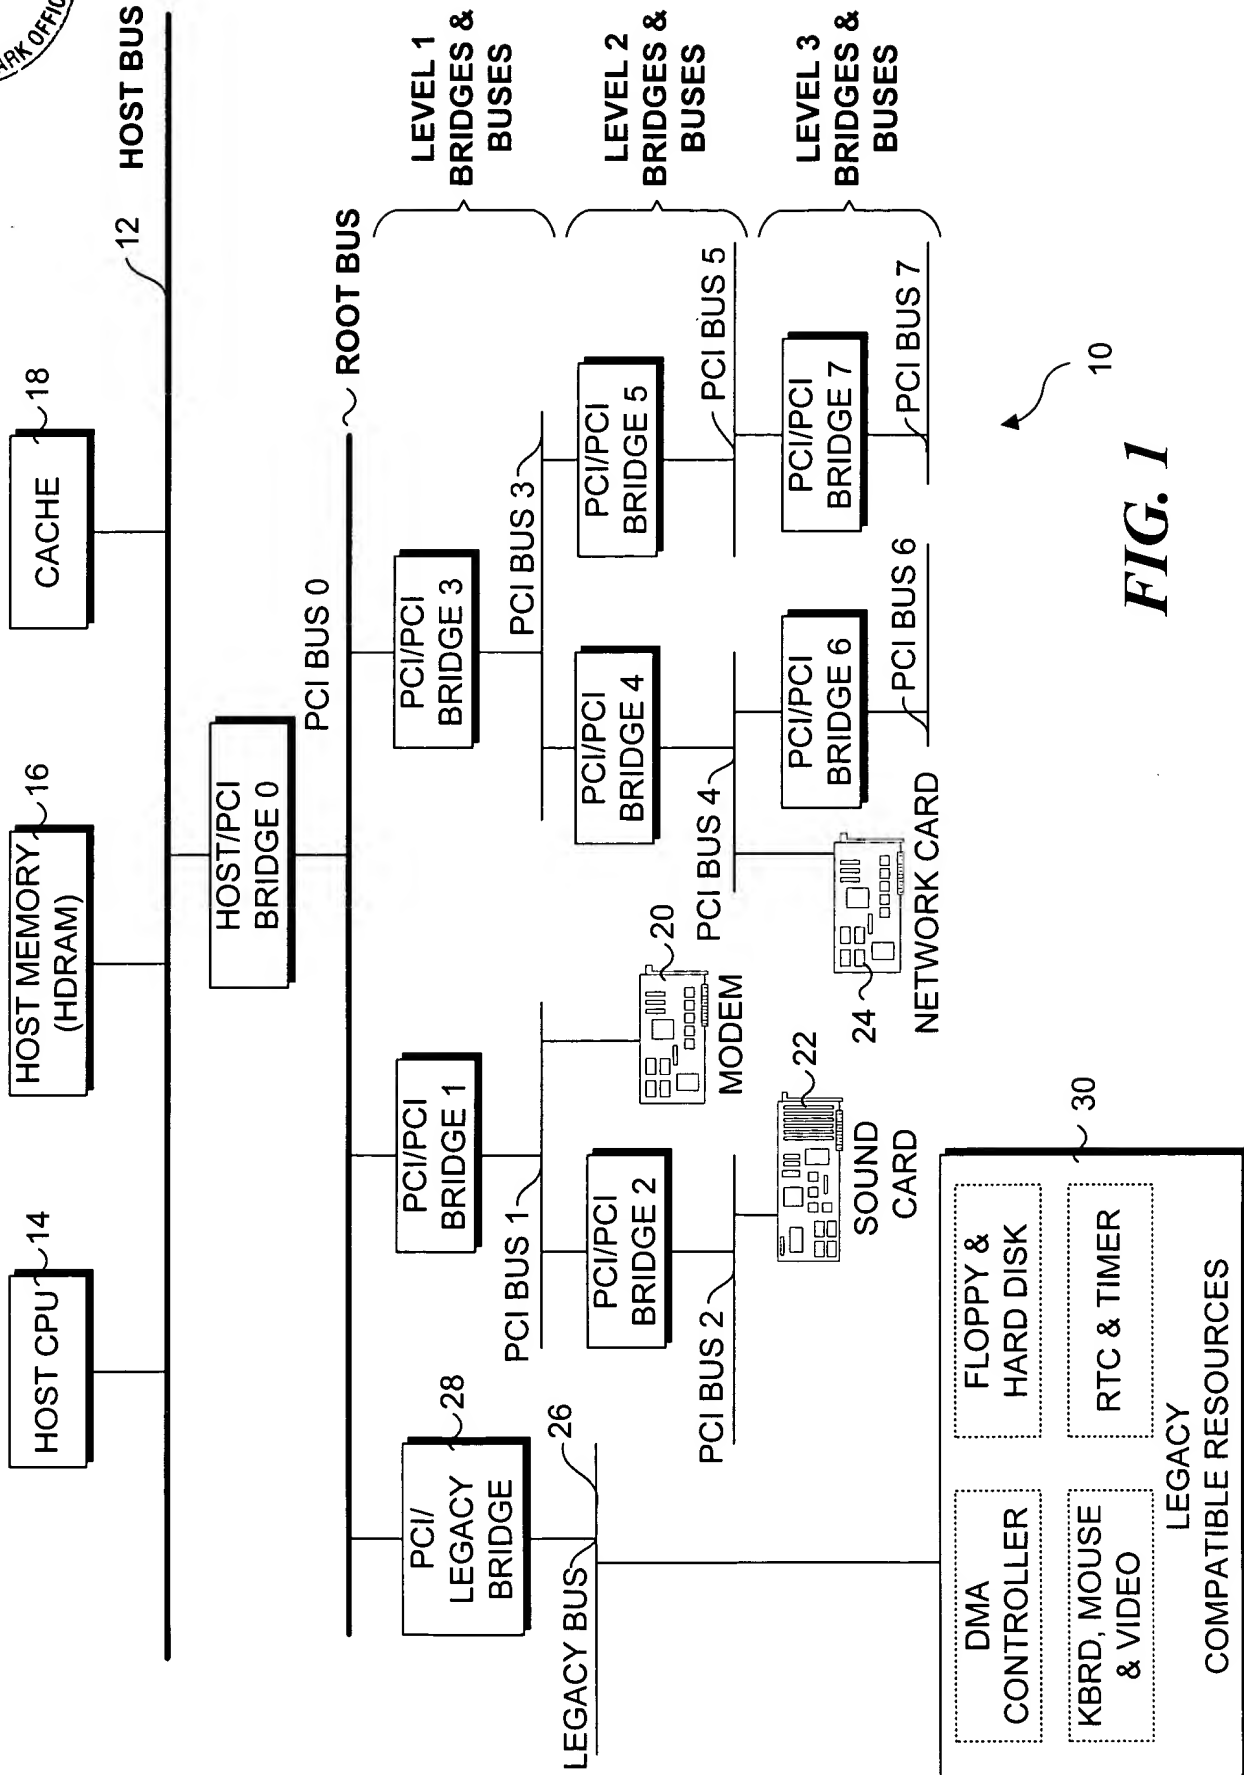 ARK OFFIC
HOST CPU
14
HOST MEMORY
(HDRAM)
16
CACHE
18
12
HOST BUS
HOST/PCI
BRIDGE 0
PCI BUS 0
ROOT BUS
PCI/
LEGACY
BRIDGE
28
PCI/PCI
BRIDGE 1
PCI/PCI
BRIDGE 3
LEVEL 1
BRIDGES &
BUSES
LEGACY BUS
26
PCI BUS 1
PCI BUS 3
PCI/PCI
BRIDGE 2
MODEM
20
PCI/PCI
BRIDGE 4
PCI/PCI
BRIDGE 5
LEVEL 2
BRIDGES &
BUSES
PCI BUS 2
PCI BUS 4
PCI BUS 5
SOUND
CARD
22
24
NETWORK CARD
PCI/PCI
BRIDGE 6
PCI/PCI
BRIDGE 7
LEVEL 3
BRIDGES &
BUSES
PCI BUS 6
PCI BUS 7
DMA
CONTROLLER
FLOPPY &
HARD DISK
KBRD, MOUSE
& VIDEO
RTC & TIMER
LEGACY
COMPATIBLE RESOURCES
30
10
FIG. 1